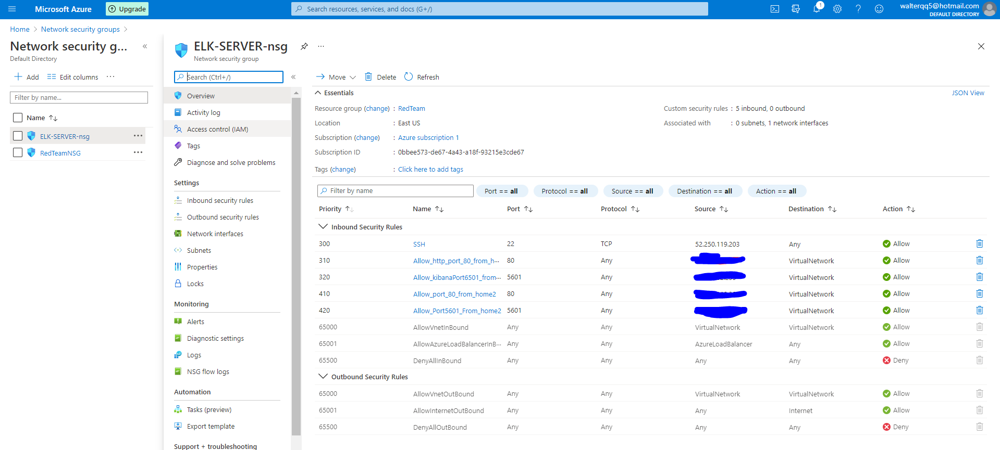 Microsoft Azure
Upgrade
Search resources, services, and docs (G+/)
1
walterqq5@hotmail.com
DEFAULT DIRECTORY
Home > Network security groups >
Network security g... «
Default Directory
Add Edit columns ...
Filter by name...
Name ↑↓
ELK-SERVER-nsg ...
RedTeamNSG ...
ELK-SERVER-nsg ...
Network security group
Search (Ctrl+/) «
Overview
Activity log
Access control (IAM)
Tags
Diagnose and solve problems
Settings
Inbound security rules
Outbound security rules
Network interfaces
Subnets
Properties
Locks
Monitoring
Alerts
Diagnostic settings
Logs
NSG flow logs
Automation
Tasks (preview)
Export template
Support + troubleshooting
Move Delete Refresh
Essentials JSON View
Resource group (change) : RedTeam
Location : East US
Subscription (change) : Azure subscription 1
Subscription ID : 0bbee573-de67-4a43-a18f-93215e3cde67
Tags (change) : Click here to add tags
Custom security rules : 5 inbound, 0 outbound
Associated with : 0 subnets, 1 network interfaces
Filter by name Port == all Protocol == all Source == all Destination == all Action == all
Priority ↑↓ Name ↑↓ Port ↑↓ Protocol ↑↓ Source ↑↓ Destination ↑↓ Action ↑↓
Inbound Security Rules
300 SSH 22 TCP 52.250.119.203 Any Allow
310 Allow_http_port_80_from_h... 80 Any VirtualNetwork Allow
320 Allow_kibanaPort6501_from... 5601 Any VirtualNetwork Allow
410 Allow_port_80_from_home2 80 Any VirtualNetwork Allow
420 Allow_Port5601_From_home2 5601 Any VirtualNetwork Allow
65000 AllowVnetInBound Any Any VirtualNetwork VirtualNetwork Allow
65001 AllowAzureLoadBalancerInB... Any Any AzureLoadBalancer Any Allow
65500 DenyAllInBound Any Any Any Any Deny
Outbound Security Rules
65000 AllowVnetOutBound Any Any VirtualNetwork VirtualNetwork Allow
65001 AllowInternetOutBound Any Any Any Internet Allow
65500 DenyAllOutBound Any Any Any Any Deny